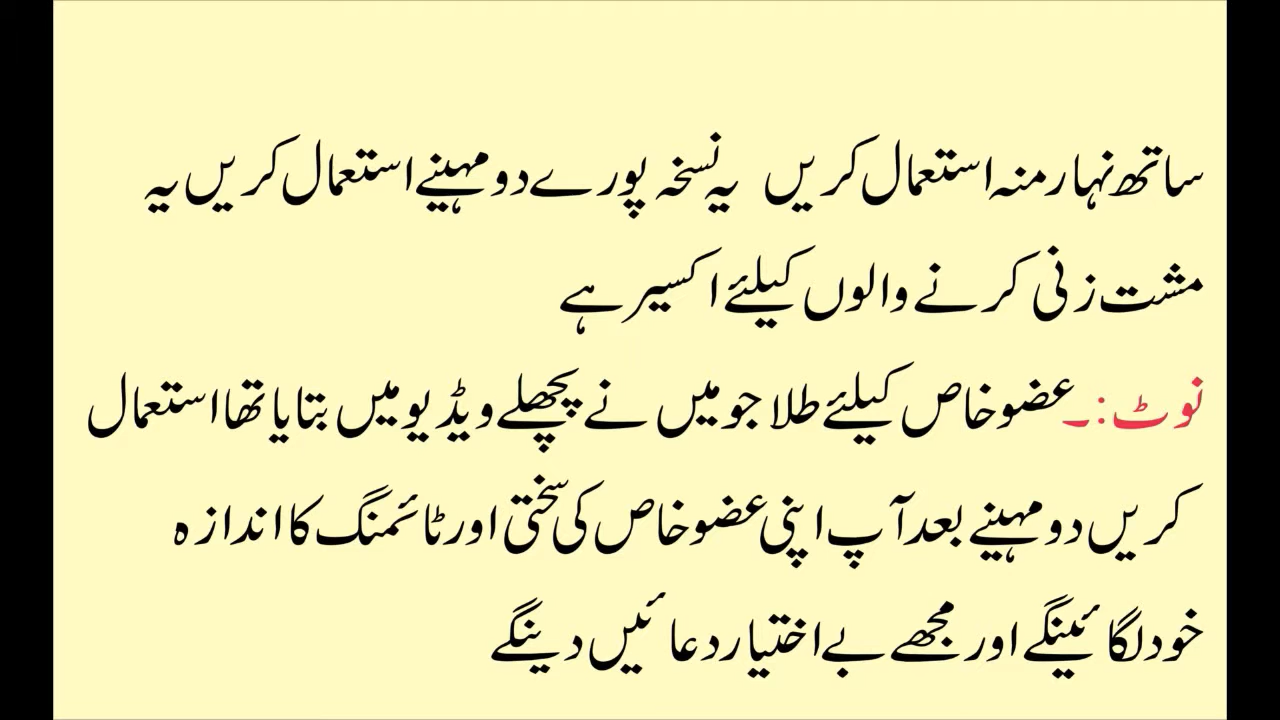 ساتھ نہار منہ استعمال کریں یہ نسخہ پورے دو مہینے استعمال کریں یہ
مشت زنی کرنے والوں کیلئے اکسیر ہے
نوٹ:۔ عضو خاص کیلئے طلا جو میں نے پچھلے ویڈیو میں بتایا تھا استعمال
کریں دو مہینے بعد آپ اپنی عضو خاص کی سختی اور ٹائمنگ کا اندازہ
خود لگائینگے اور مجھے بے اختیار دعائیں دینگے